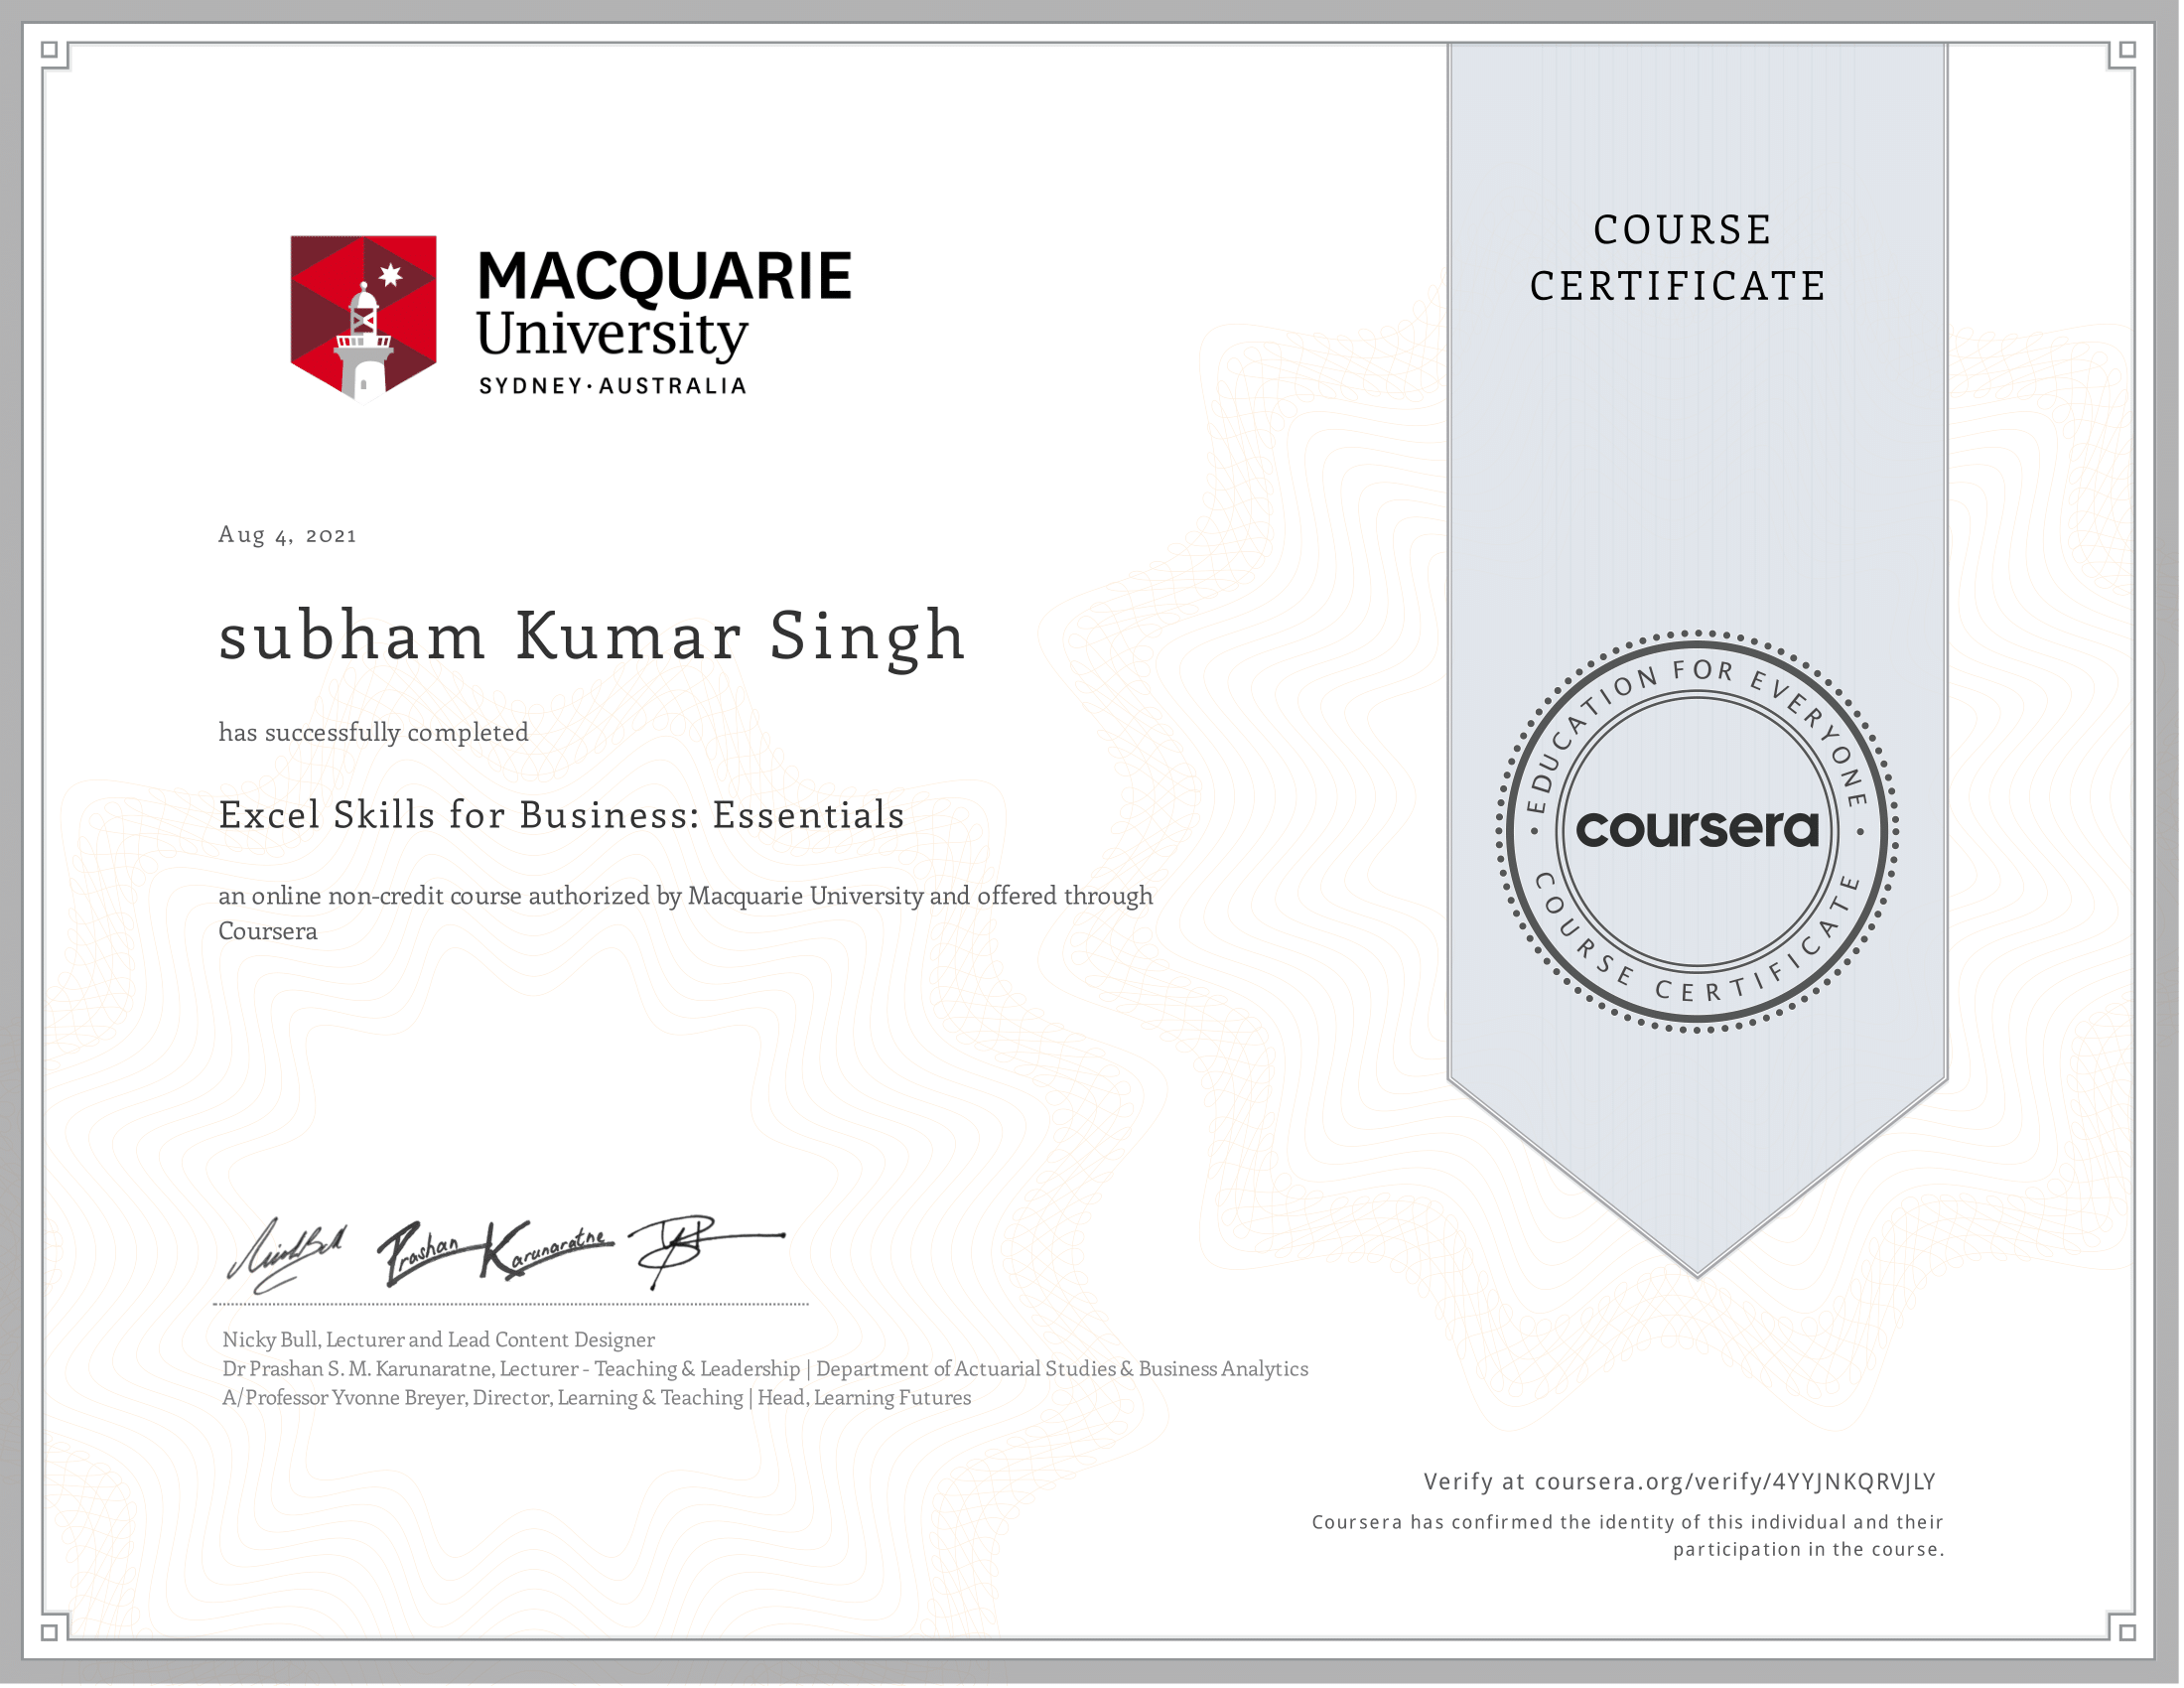 MACQUARIE
University
SYDNEY·AUSTRALIA
COURSE
CERTIFICATE
Aug 4, 2021
subham Kumar Singh
has successfully completed
Excel Skills for Business: Essentials
an online non-credit course authorized by Macquarie University and offered through
Coursera
EDUCATION FOR EVERYONE
coursera
COURSE CERTIFICATE
Prashan Karunaratne
Nicky Bull, Lecturer and Lead Content Designer
Dr Prashan S. M. Karunaratne, Lecturer - Teaching & Leadership | Department of Actuarial Studies & Business Analytics
A/Professor Yvonne Breyer, Director, Learning & Teaching | Head, Learning Futures
Verify at coursera.org/verify/4YYJNKQRVJLY
Coursera has confirmed the identity of this individual and their
participation in the course.